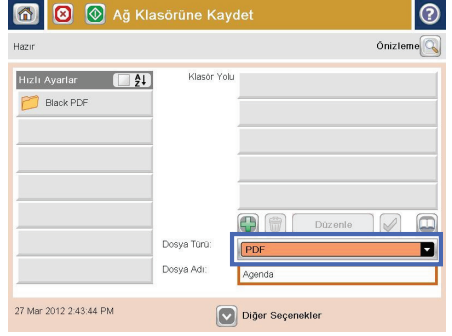 Ağ Klasörüne Kaydet
Hazır
Önizleme
Hızlı Ayarlar
Klasör Yolu
Black PDF
Düzenle
Dosya Türü:
PDF
Dosya Adı:
Agenda
27 Mar 2012 2:43:44 PM
Diğer Seçenekler